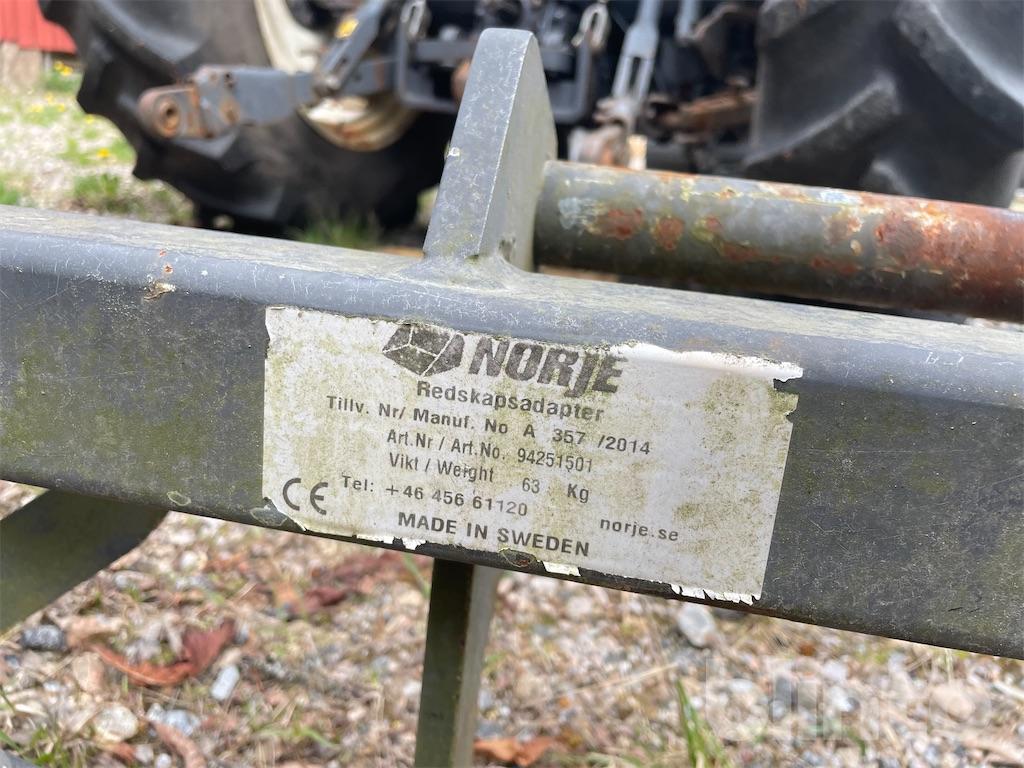 NORJE
Redskapsadapter
Tillv. Nr/ Manuf. No A 357 /2014
Art.Nr / Art.No. 94251501
Vikt / Weight 63 Kg
CE Tel: +46 456 61120 norje.se
MADE IN SWEDEN
blinto